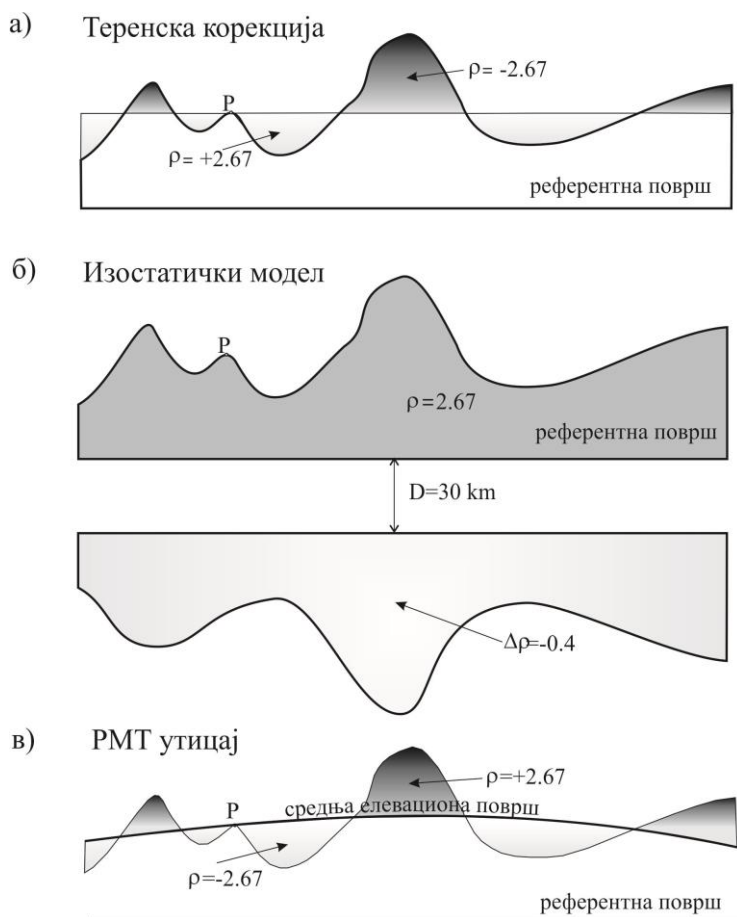 а) Теренска корекција
ρ= -2.67
P
ρ= +2.67
референтна површ
б) Изостатички модел
P
ρ=2.67
референтна површ
D=30 km
Δρ=-0.4
в) РМТ утицај
ρ=+2.67
P
средња елевациона површ
ρ=-2.67
референтна површ